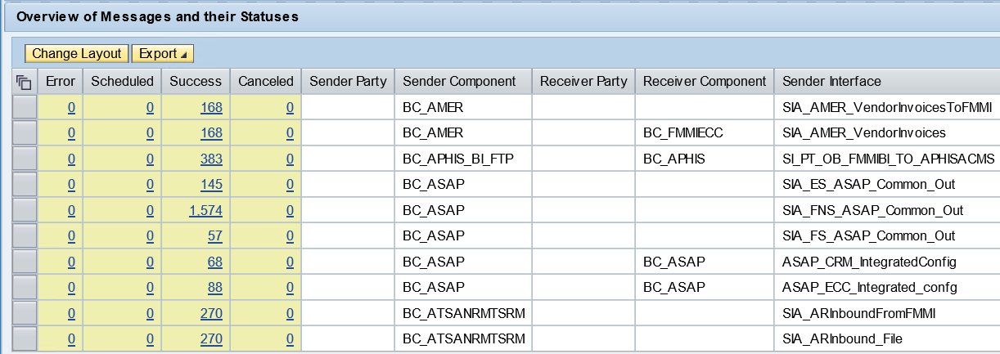 Overview of Messages and their Statuses
Change Layout Export
Error Scheduled Success Canceled Sender Party Sender Component Receiver Party Receiver Component Sender Interface
0 0 168 0 BC_AMER SIA_AMER_VendorInvoicesToFMMI
0 0 168 0 BC_AMER BC_FMMIECC SIA_AMER_VendorInvoices
0 0 383 0 BC_APHIS_BI_FTP BC_APHIS SI_PT_OB_FMMIBI_TO_APHISACMS
0 0 145 0 BC_ASAP SIA_ES_ASAP_Common_Out
0 0 1,574 0 BC_ASAP SIA_FNS_ASAP_Common_Out
0 0 57 0 BC_ASAP SIA_FS_ASAP_Common_Out
0 0 68 0 BC_ASAP BC_ASAP ASAP_CRM_IntegratedConfig
0 0 88 0 BC_ASAP BC_ASAP ASAP_ECC_Integrated_confg
0 0 270 0 BC_ATSANRMTSRM SIA_ARInboundFromFMMI
0 0 270 0 BC_ATSANRMTSRM SIA_ARInbound_File